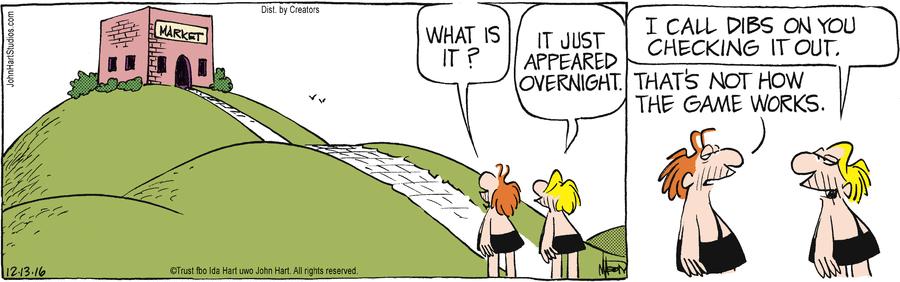 JohnHartStudios.com
MARKET
Dist. by Creators
WHAT IS
IT?
IT JUST
APPEARED
OVERNIGHT.
12·13·16
©Trust fbo Ida Hart uwo John Hart. All rights reserved.
I CALL DIBS ON YOU
CHECKING IT OUT.
THAT'S NOT HOW
THE GAME WORKS.